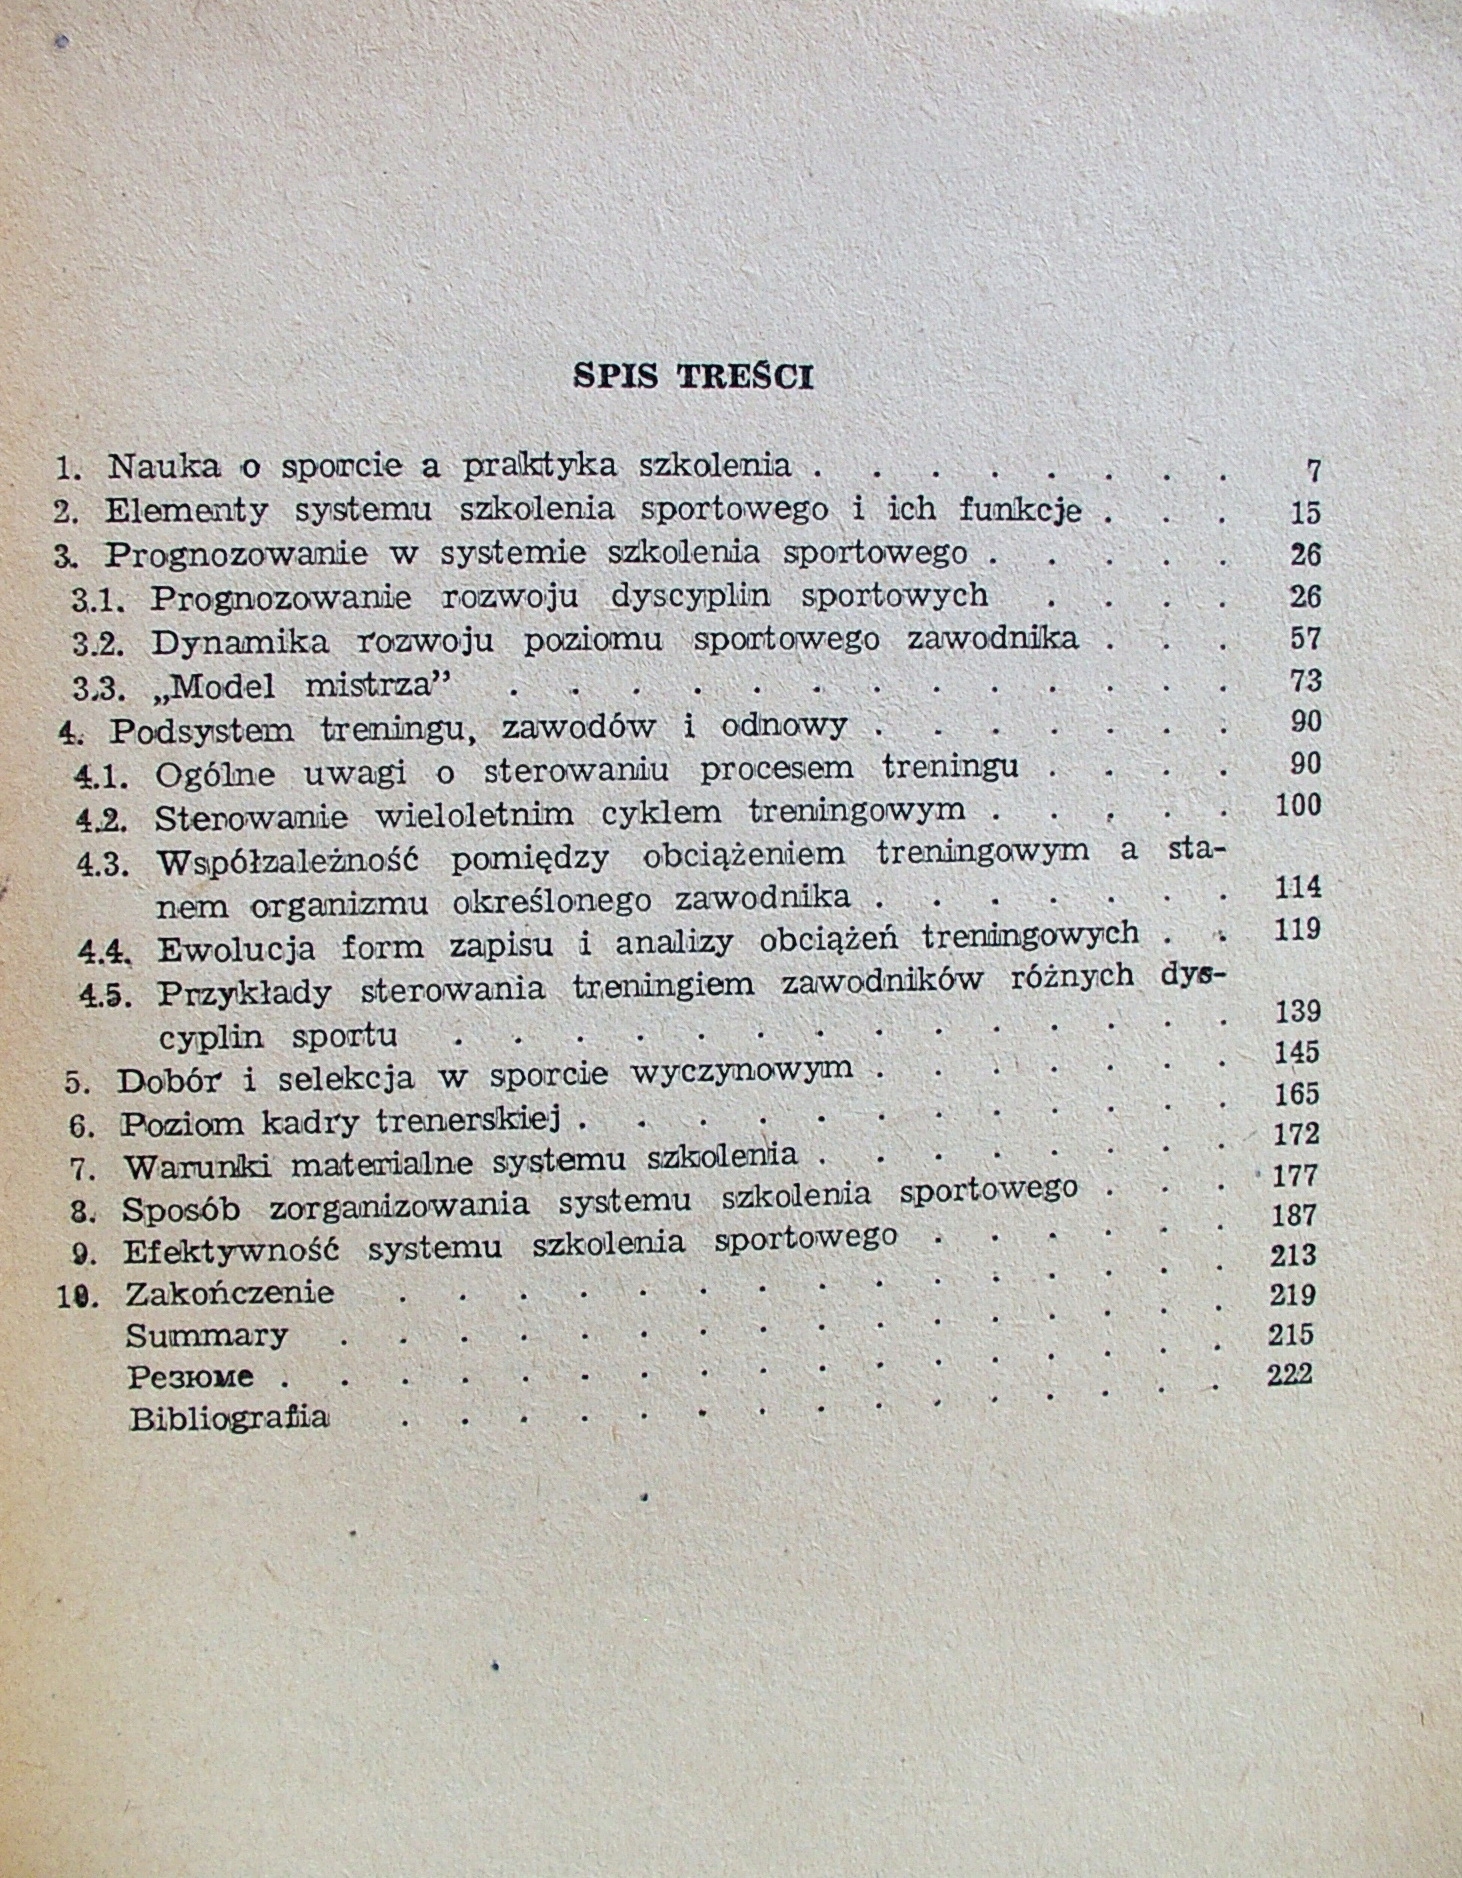 SPIS TREŚCI
1. Nauka o sporcie a praktyka szkolenia . . . . . . . . 7
2. Elementy systemu szkolenia sportowego i ich funkcje . . . 15
3. Prognozowanie w systemie szkolenia sportowego . . . . . 26
3.1. Prognozowanie rozwoju dyscyplin sportowych . . . . 26
3.2. Dynamika rozwoju poziomu sportowego zawodnika . . . 57
3.3. „Model mistrza” . . . . . . . . . . . . . 73
4. Podsystem treningu, zawodów i odnowy . . . . . . . 90
4.1. Ogólne uwagi o sterowaniu procesem treningu . . . . 90
4.2. Sterowanie wieloletnim cyklem treningowym . . . . . 100
4.3. Współzależność pomiędzy obciążeniem treningowym a sta-
nem organizmu określonego zawodnika . . . . . . . 114
4.4. Ewolucja form zapisu i analizy obciążeń treningowych . . 119
4.5. Przykłady sterowania treningiem zawodników różnych dys-
cyplin sportu . . . . . . . . . . . . . . 139
5. Dobór i selekcja w sporcie wyczynowym . . . . . . . 145
6. Poziom kadry trenerskiej . . . . . . . . . . . . 165
7. Warunki materialne systemu szkolenia . . . . . . . . 172
8. Sposób zorganizowania systemu szkolenia sportowego . . . 177
9. Efektywność systemu szkolenia sportowego . . . . . . 187
10. Zakończenie . . . . . . . . . . . . . . . 213
Summary . . . . . . . . . . . . . . . . 219
Резюме . . . . . . . . . . . . . . . . . 215
Bibliografia . . . . . . . . . . . . . . . 222